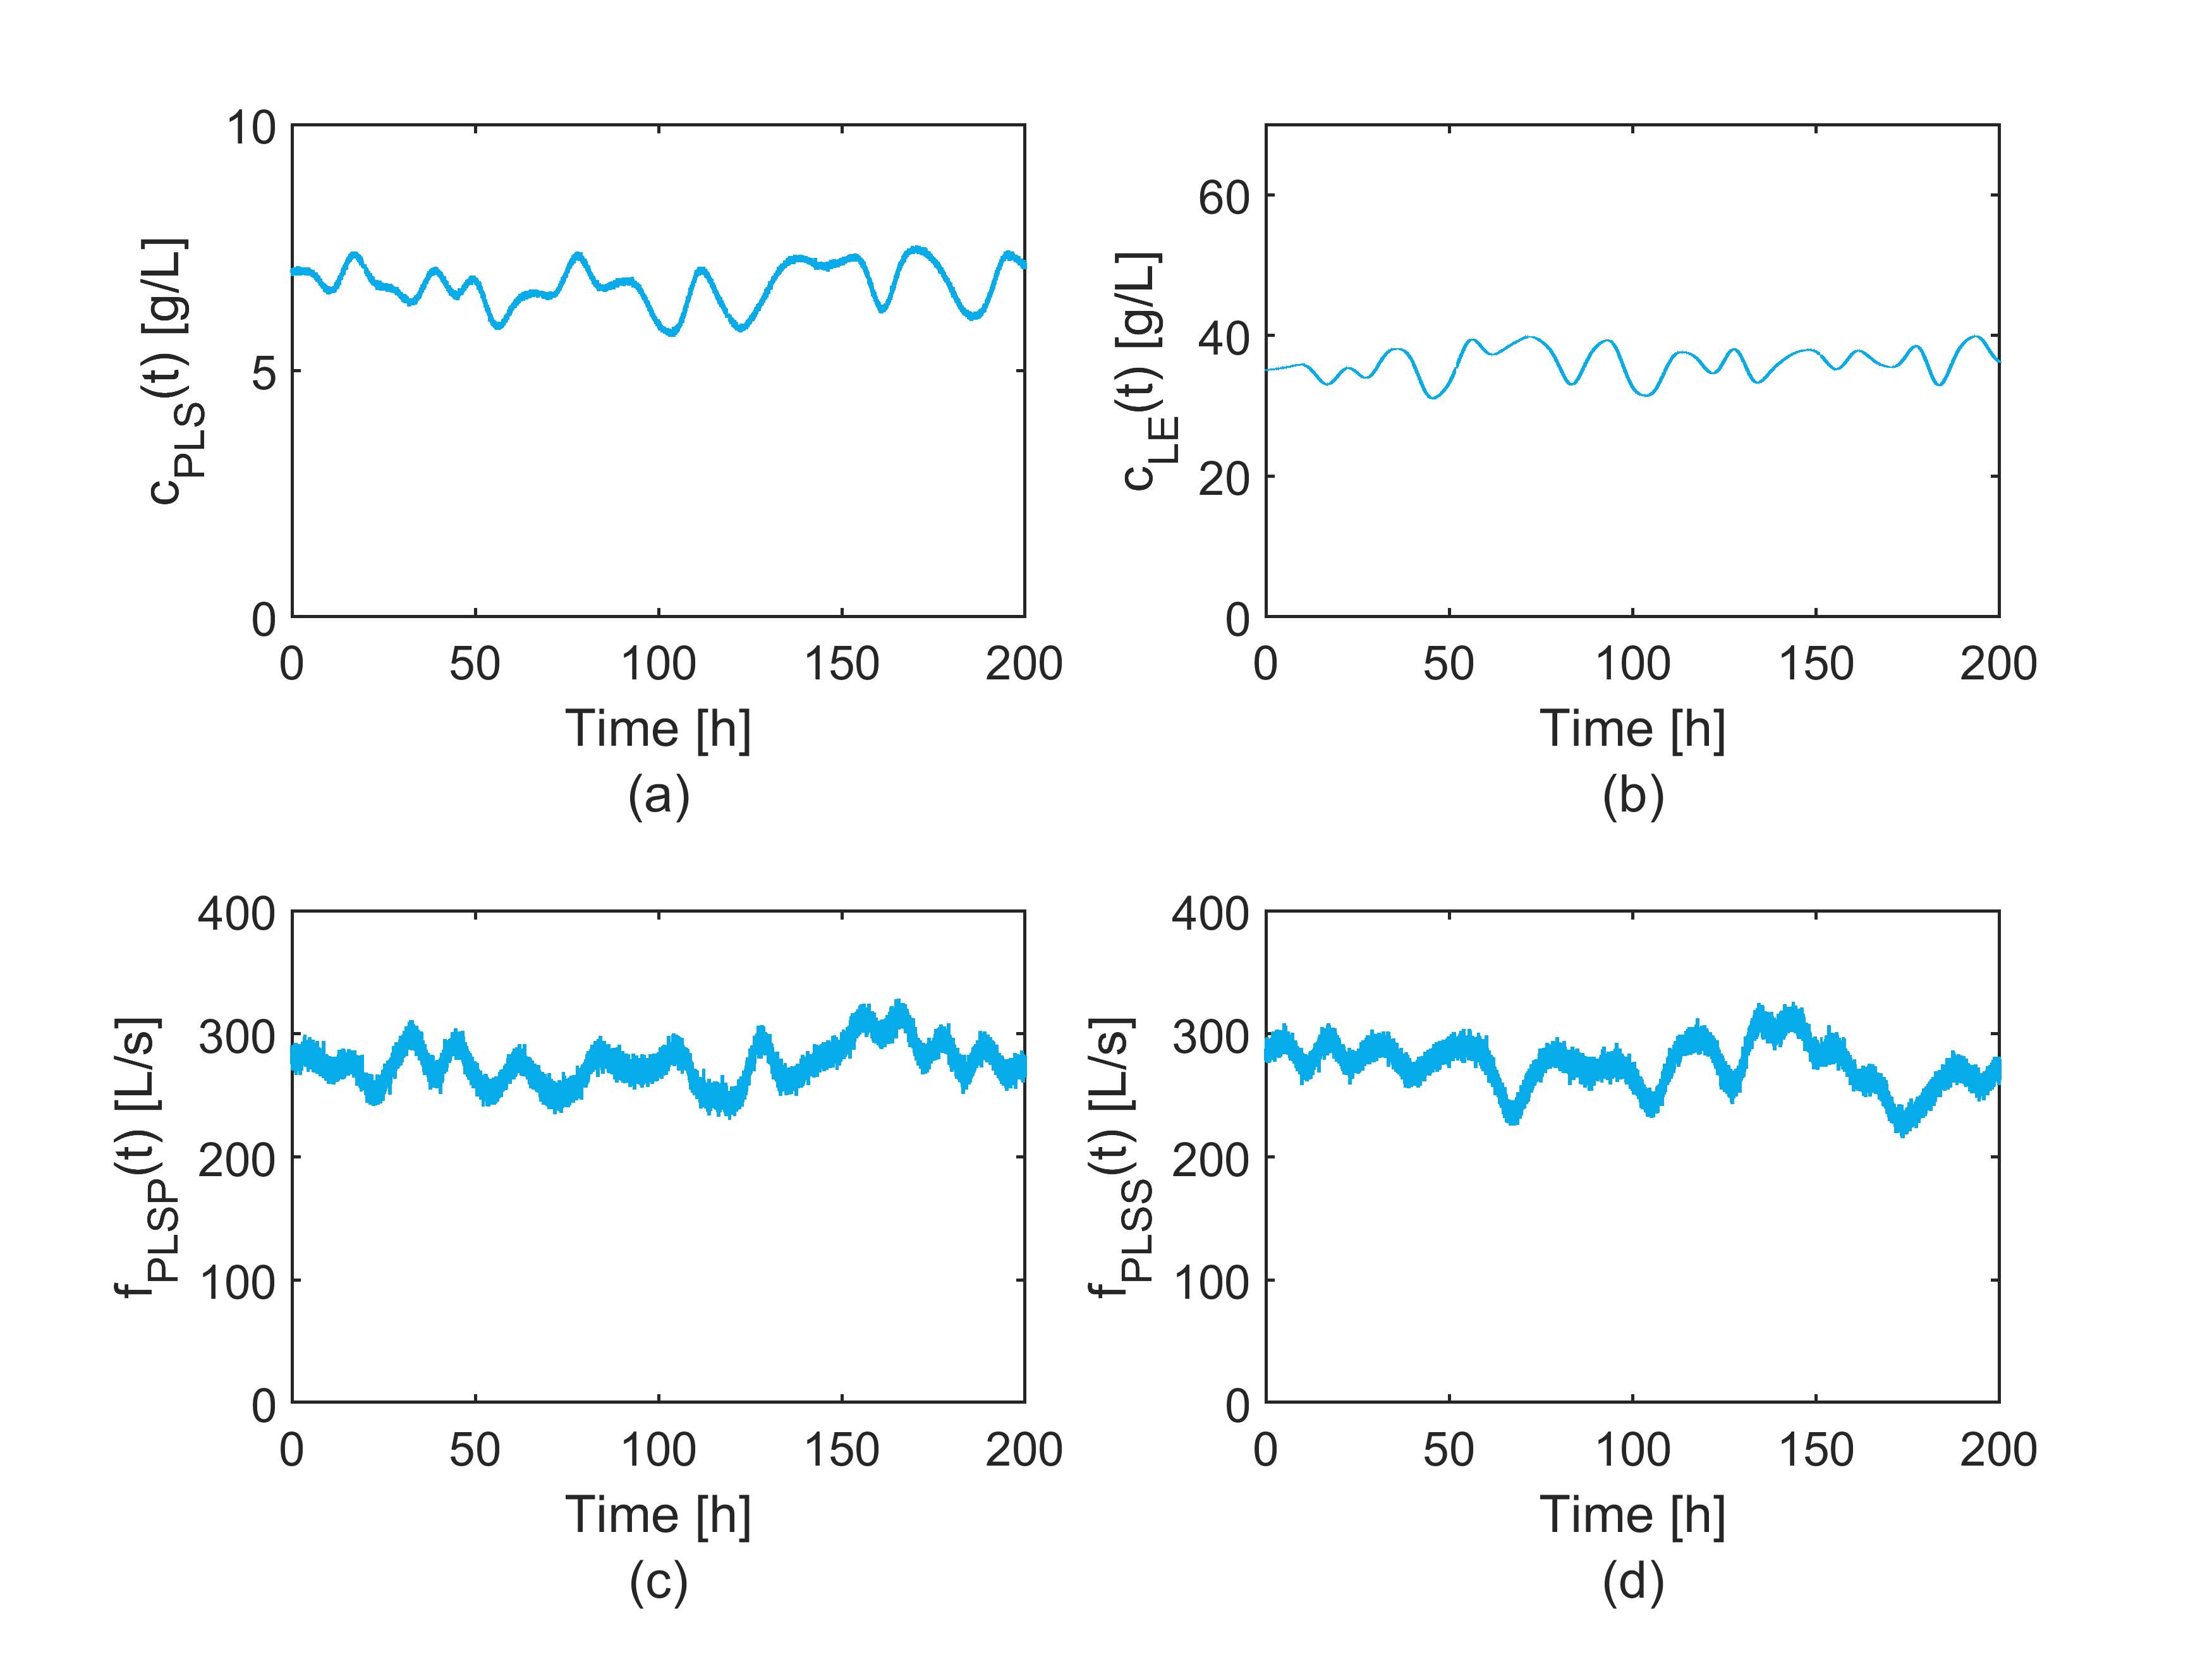 10
5
0
c_PLS(t) [g/L]
0 50 100 150 200
Time [h]
(a)
60
40
20
0
c_LE(t) [g/L]
0 50 100 150 200
Time [h]
(b)
400
300
200
100
0
f_PLSP(t) [L/s]
0 50 100 150 200
Time [h]
(c)
400
300
200
100
0
f_PLSS(t) [L/s]
0 50 100 150 200
Time [h]
(d)